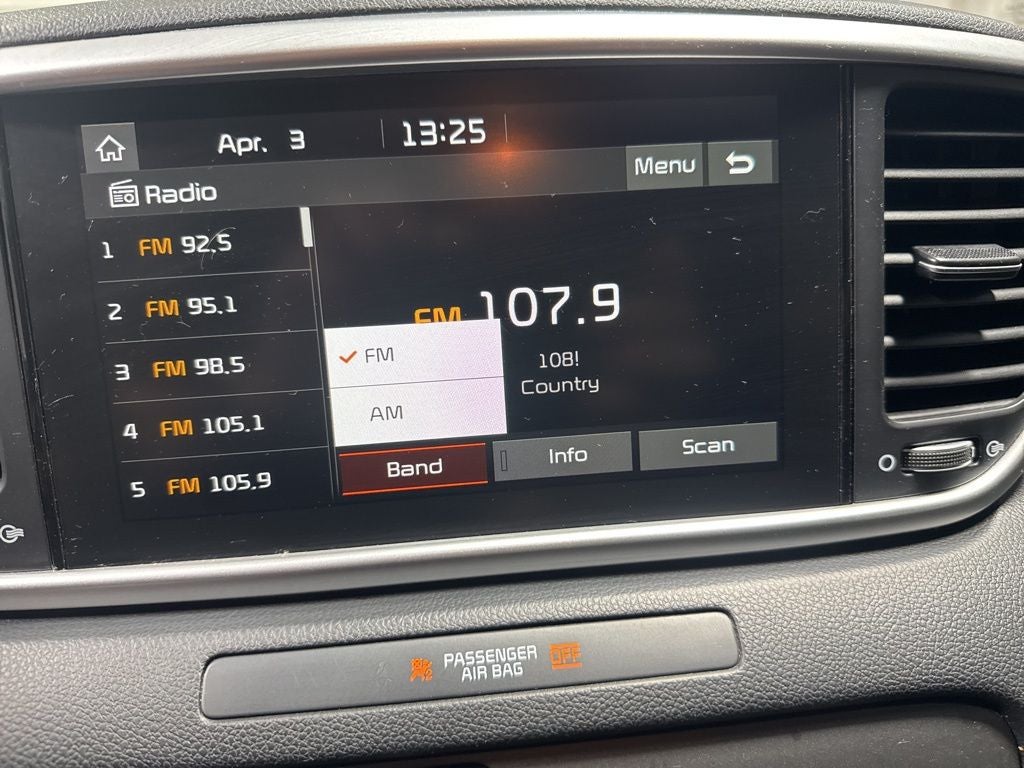 Apr. 3 13:25
Radio
Menu
1 FM 92.5
2 FM 95.1
3 FM 98.5
4 FM 105.1
5 FM 105.9
FM 107.9
108!
Country
FM
AM
Band
Info
Scan
PASSENGER
AIR BAG
OFF